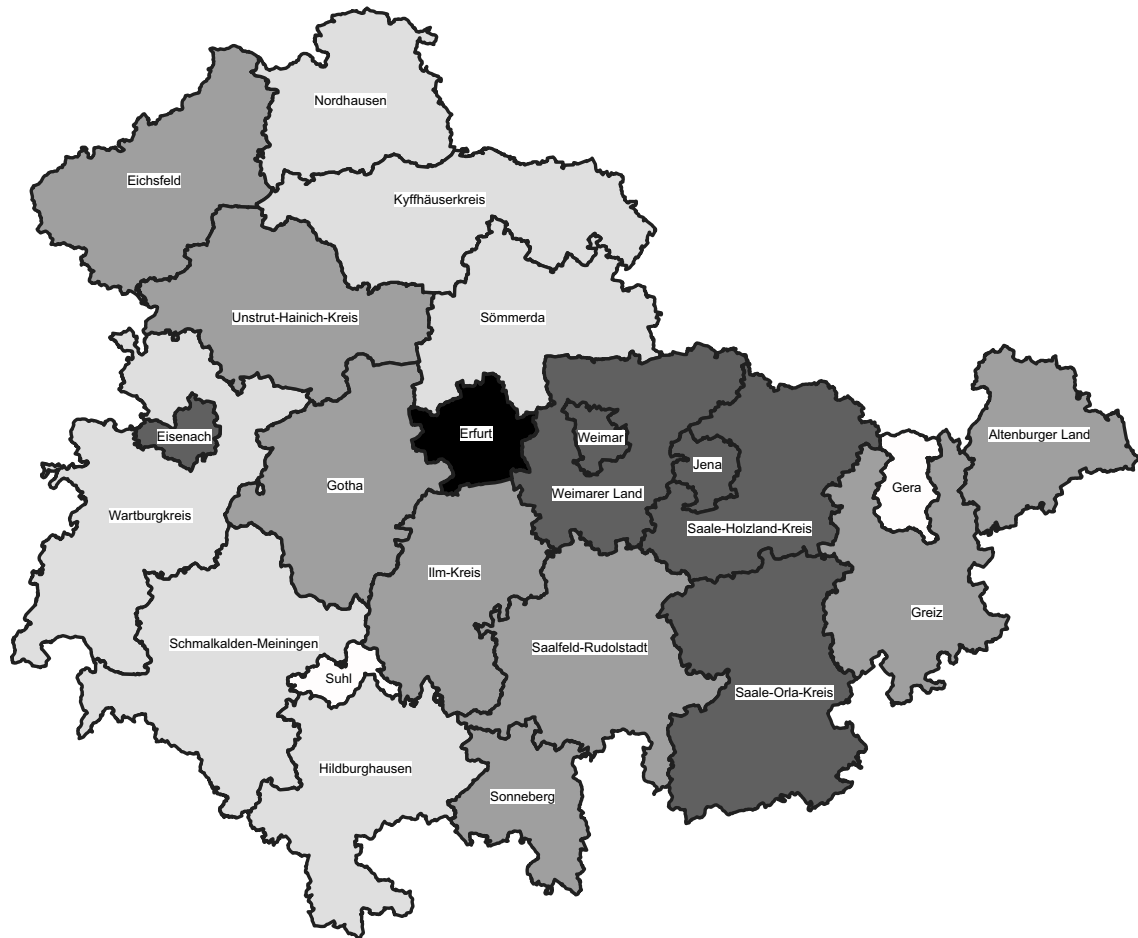 Nordhausen
Eichsfeld
Kyffhäuserkreis
Unstrut-Hainich-Kreis
Sömmerda
Eisenach
Erfurt
Weimar
Altenburger Land
Jena
Gotha
Gera
Weimarer Land
Wartburgkreis
Saale-Holzland-Kreis
Ilm-Kreis
Greiz
Schmalkalden-Meiningen
Saalfeld-Rudolstadt
Suhl
Saale-Orla-Kreis
Hildburghausen
Sonneberg